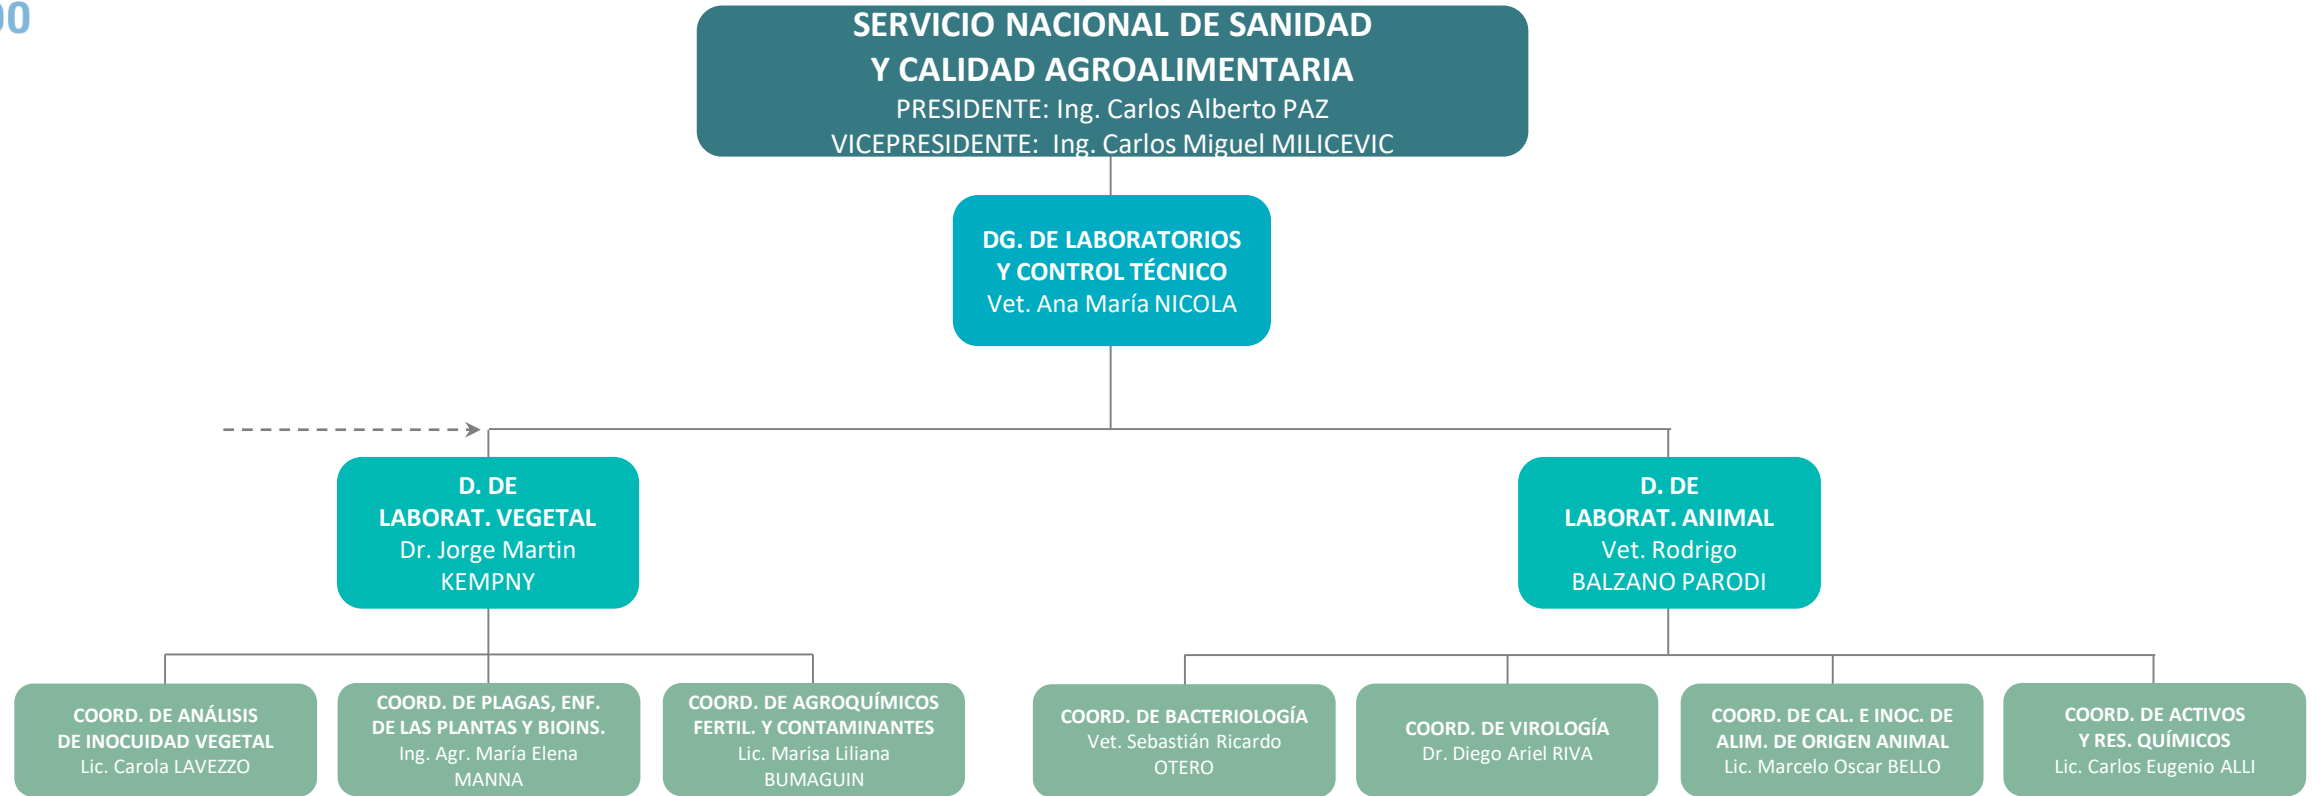 00
SERVICIO NACIONAL DE SANIDAD
Y CALIDAD AGROALIMENTARIA
PRESIDENTE: Ing. Carlos Alberto PAZ
VICEPRESIDENTE: Ing. Carlos Miguel MILICEVIC
DG. DE LABORATORIOS
Y CONTROL TÉCNICO
Vet. Ana María NICOLA
D. DE
LABORAT. VEGETAL
Dr. Jorge Martin
KEMPNY
D. DE
LABORAT. ANIMAL
Vet. Rodrigo
BALZANO PARODI
COORD. DE ANÁLISIS
DE INOCUIDAD VEGETAL
Lic. Carola LAVEZZO
COORD. DE PLAGAS, ENF.
DE LAS PLANTAS Y BIOINS.
Ing. Agr. María Elena
MANNA
COORD. DE AGROQUÍMICOS
FERTIL. Y CONTAMINANTES
Lic. Marisa Liliana
BUMAGUIN
COORD. DE BACTERIOLOGÍA
Vet. Sebastián Ricardo
OTERO
COORD. DE VIROLOGÍA
Dr. Diego Ariel RIVA
COORD. DE CAL. E INOC. DE
ALIM. DE ORIGEN ANIMAL
Lic. Marcelo Oscar BELLO
COORD. DE ACTIVOS
Y RES. QUÍMICOS
Lic. Carlos Eugenio ALLI